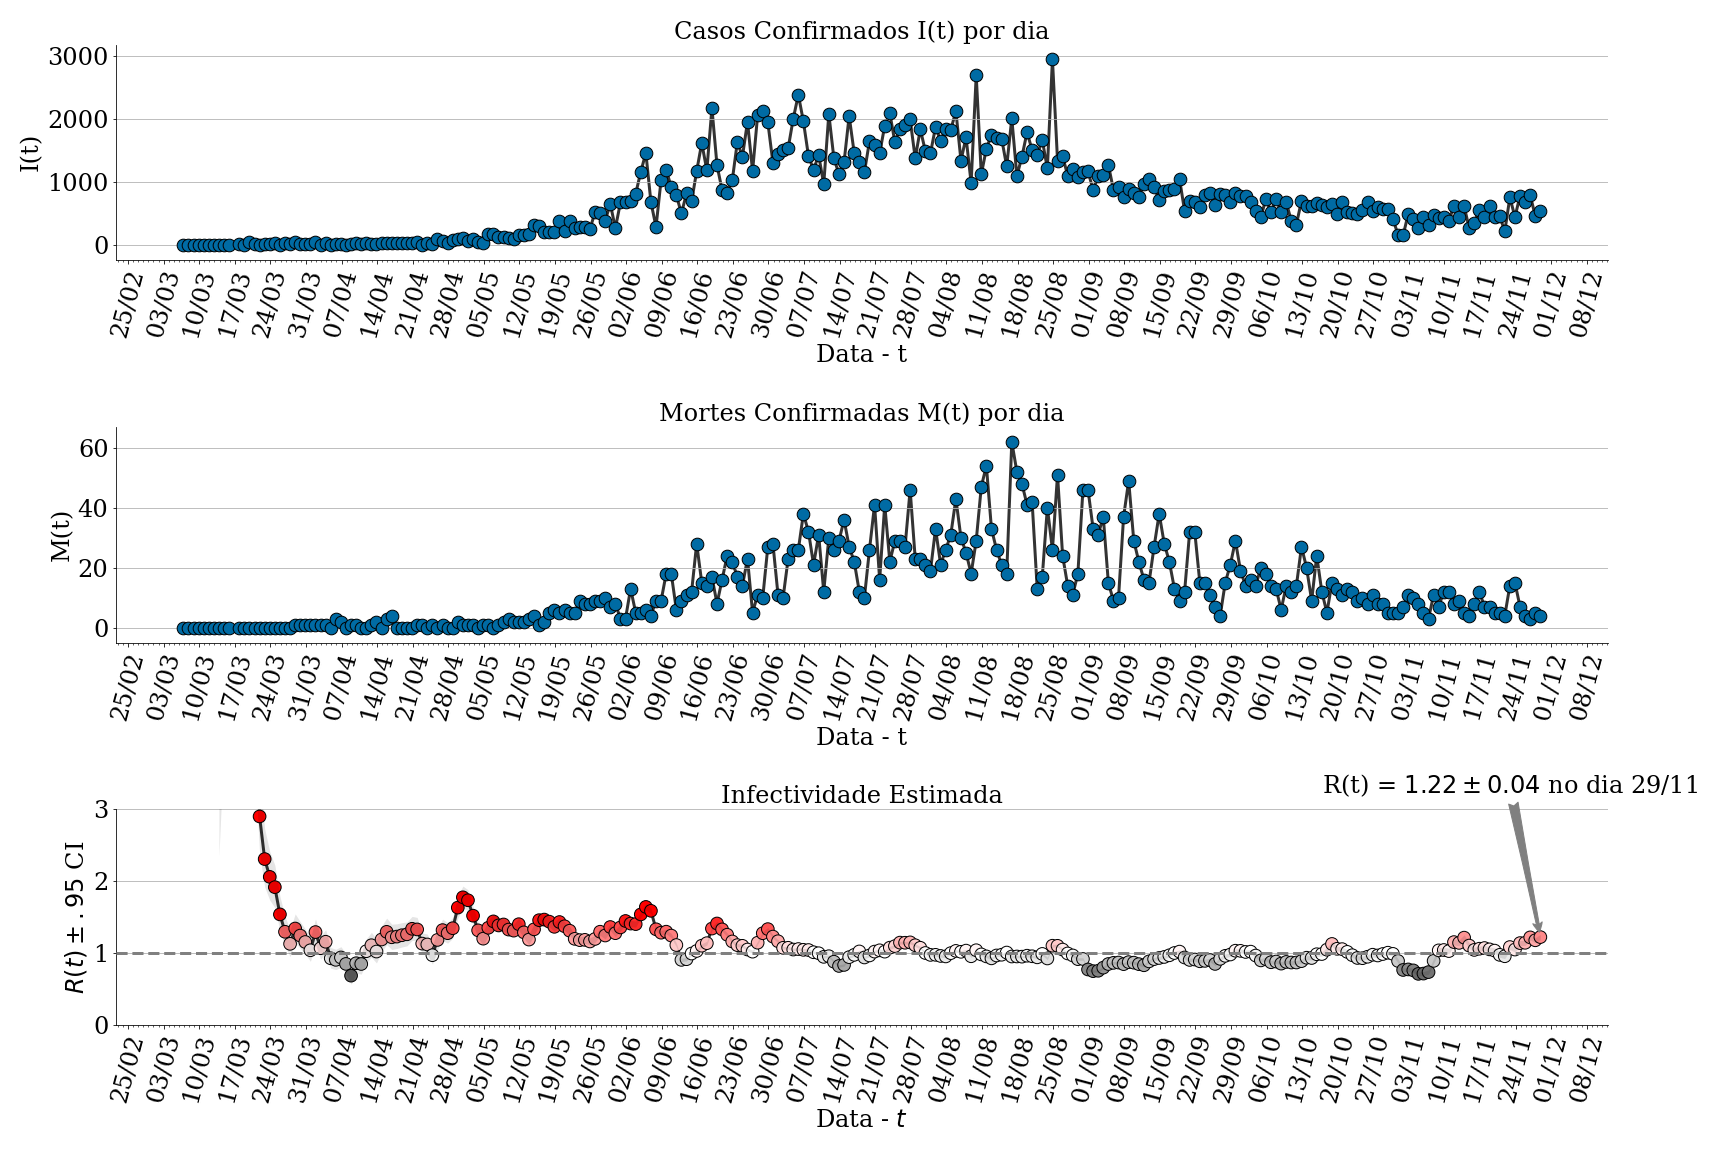 Casos Confirmados I(t) por dia
3000
2000
1000
0
I(t)
25/02 03/03 10/03 17/03 24/03 31/03 07/04 14/04 21/04 28/04 05/05 12/05 19/05 26/05 02/06 09/06 16/06 23/06 30/06 07/07 14/07 21/07 28/07 04/08 11/08 18/08 25/08 01/09 08/09 15/09 22/09 29/09 06/10 13/10 20/10 27/10 03/11 10/11 17/11 24/11 01/12 08/12
Data - t
Mortes Confirmadas M(t) por dia
60
40
20
0
M(t)
25/02 03/03 10/03 17/03 24/03 31/03 07/04 14/04 21/04 28/04 05/05 12/05 19/05 26/05 02/06 09/06 16/06 23/06 30/06 07/07 14/07 21/07 28/07 04/08 11/08 18/08 25/08 01/09 08/09 15/09 22/09 29/09 06/10 13/10 20/10 27/10 03/11 10/11 17/11 24/11 01/12 08/12
Data - t
R(t) = 1.22 ± 0.04 no dia 29/11
Infectividade Estimada
3
2
1
0
R(t) ± .95 CI
25/02 03/03 10/03 17/03 24/03 31/03 07/04 14/04 21/04 28/04 05/05 12/05 19/05 26/05 02/06 09/06 16/06 23/06 30/06 07/07 14/07 21/07 28/07 04/08 11/08 18/08 25/08 01/09 08/09 15/09 22/09 29/09 06/10 13/10 20/10 27/10 03/11 10/11 17/11 24/11 01/12 08/12
Data - t